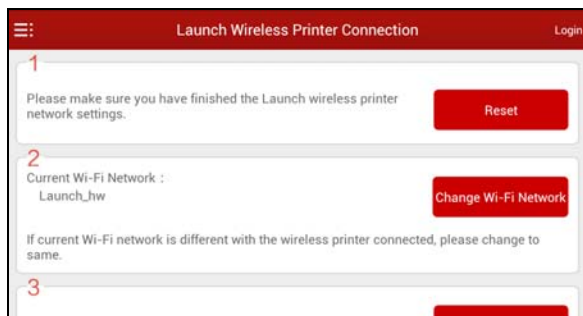 Launch Wireless Printer Connection
Login
1
Please make sure you have finished the Launch wireless printer
network settings.
Reset
2
Current Wi-Fi Network :
Launch_hw
Change Wi-Fi Network
If current Wi-Fi network is different with the wireless printer connected, please change to
same.
3